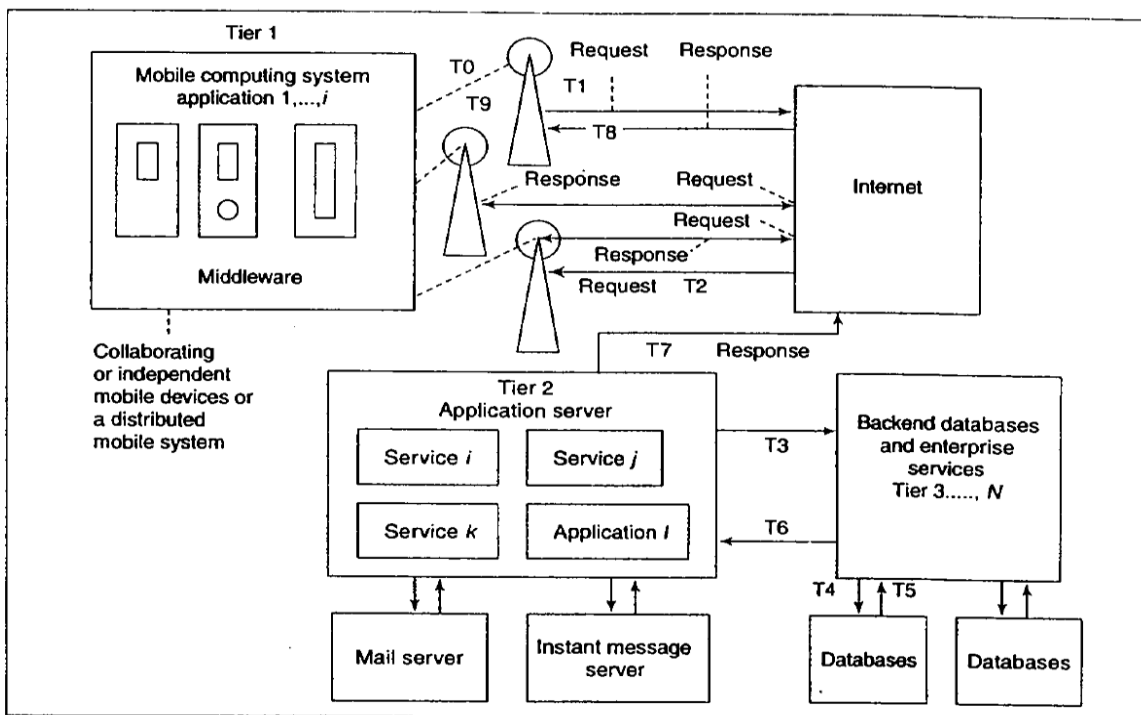 Tier 1
Mobile computing system
application 1,...,i
Middleware
Collaborating
or independent
mobile devices or
a distributed
mobile system
T0
T9
Request
Response
T1
T8
Response
Request
Request
Response
Request T2
Internet
T7 Response
Tier 2
Application server
Service i
Service j
Service k
Application l
T3
T6
Backend databases
and enterprise
services
Tier 3....., N
T4
T5
Mail server
Instant message
server
Databases
Databases